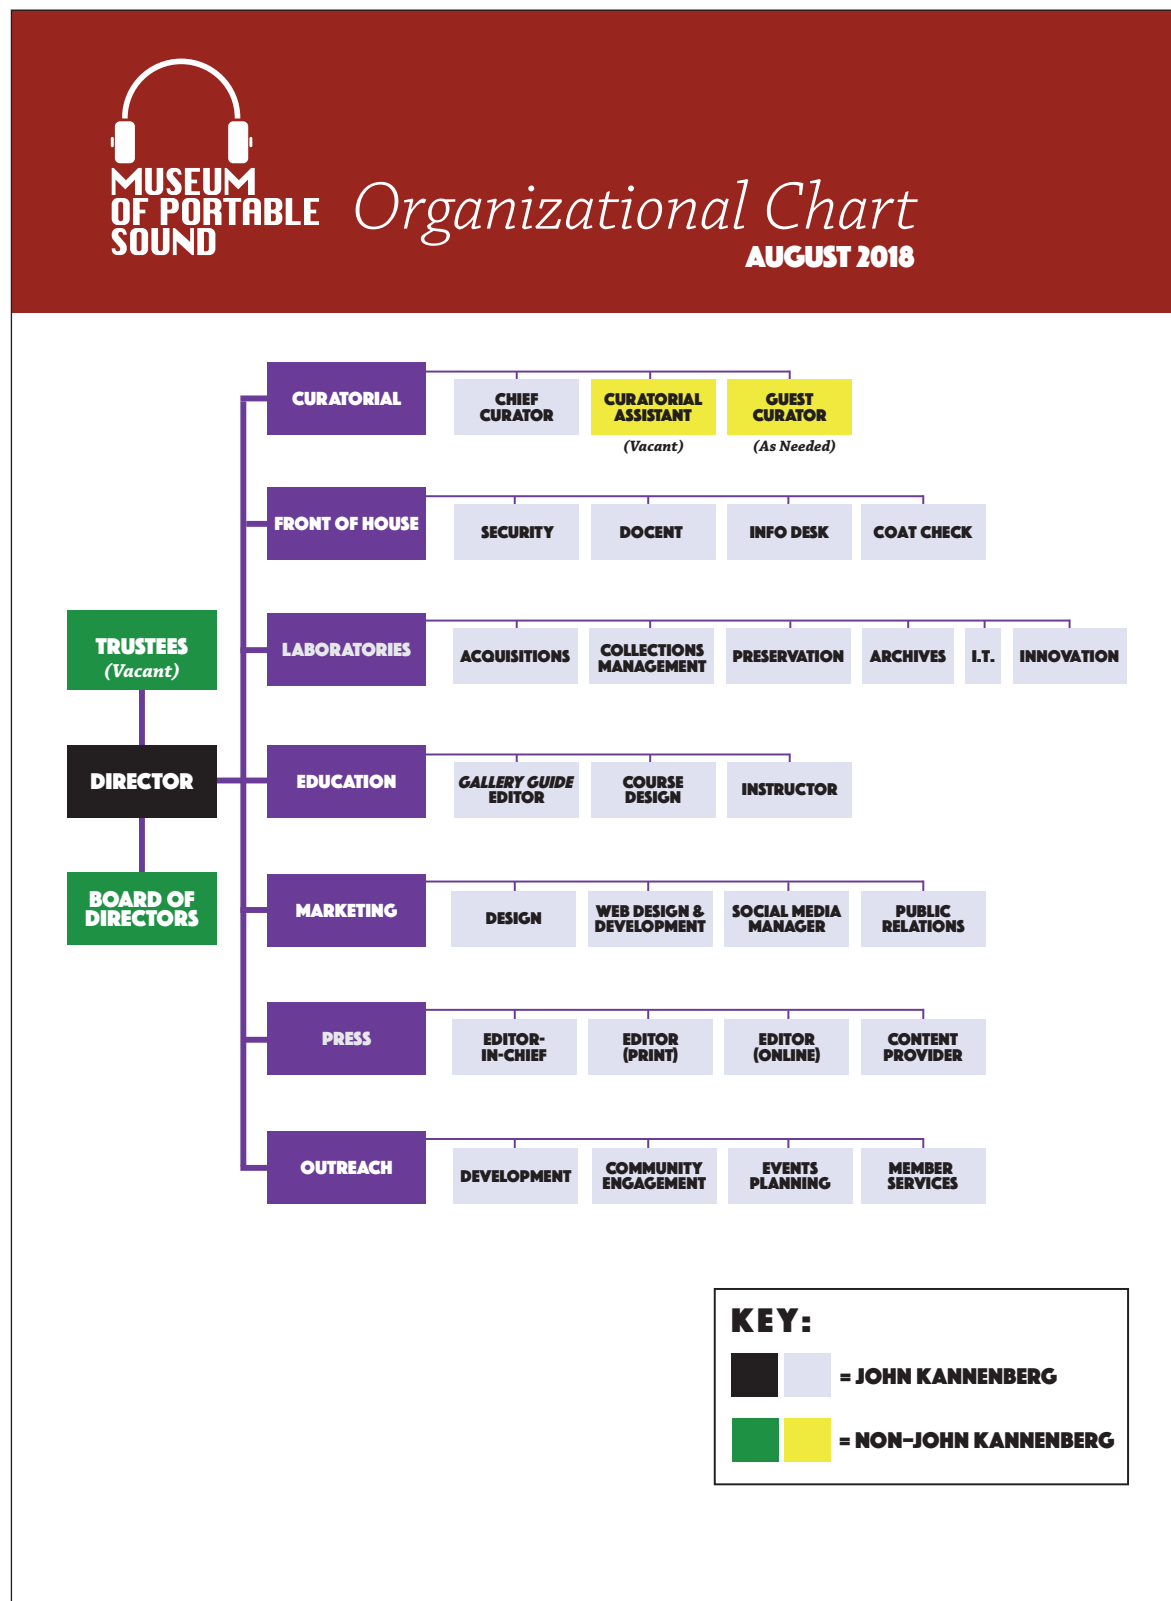 MUSEUM
OF PORTABLE
SOUND
Organizational Chart
AUGUST 2018
CURATORIAL
CHIEF
CURATOR
CURATORIAL
ASSISTANT
(Vacant)
GUEST
CURATOR
(As Needed)
FRONT OF HOUSE
SECURITY
DOCENT
INFO DESK
COAT CHECK
TRUSTEES
(Vacant)
LABORATORIES
ACQUISITIONS
COLLECTIONS
MANAGEMENT
PRESERVATION
ARCHIVES
I.T.
INNOVATION
DIRECTOR
EDUCATION
GALLERY GUIDE
EDITOR
COURSE
DESIGN
INSTRUCTOR
BOARD OF
DIRECTORS
MARKETING
DESIGN
WEB DESIGN &
DEVELOPMENT
SOCIAL MEDIA
MANAGER
PUBLIC
RELATIONS
PRESS
EDITOR-
IN-CHIEF
EDITOR
(PRINT)
EDITOR
(ONLINE)
CONTENT
PROVIDER
OUTREACH
DEVELOPMENT
COMMUNITY
ENGAGEMENT
EVENTS
PLANNING
MEMBER
SERVICES
KEY:
= JOHN KANNENBERG
= NON-JOHN KANNENBERG